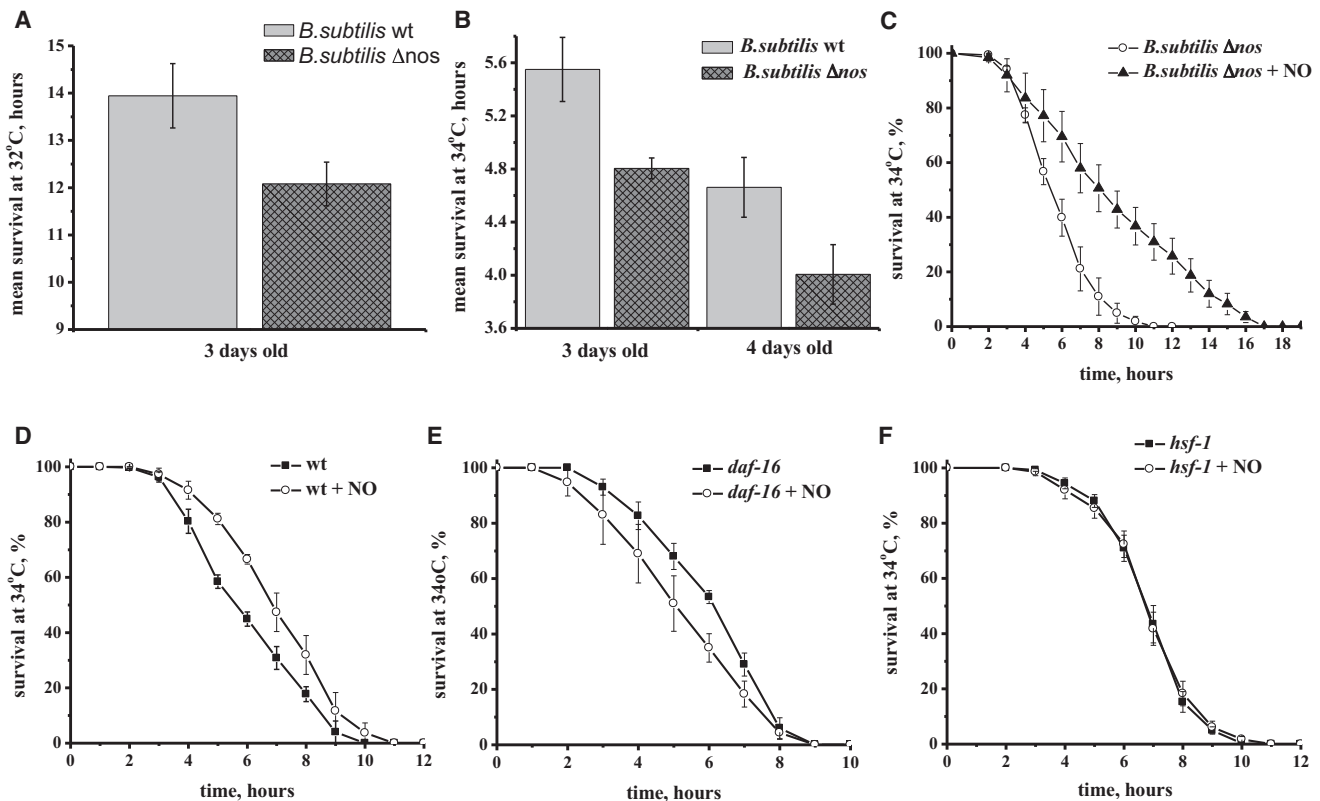 A
B. subtilis wt
B. subtilis Δnos
mean survival at 32°C, hours
15
14
13
12
11
10
9
3 days old
B
B.subtilis wt
B.subtilis Δnos
mean survival at 34°C, hours
5.6
5.2
4.8
4.4
4.0
3.6
3 days old
4 days old
C
B.subtilis Δnos
B.subtilis Δnos + NO
survival at 34°C, %
100
80
60
40
20
0
0 2 4 6 8 10 12 14 16 18
time, hours
D
wt
wt + NO
survival at 34°C, %
100
80
60
40
20
0
0 2 4 6 8 10 12
time, hours
E
daf-16
daf-16 + NO
survival at 34oC, %
100
80
60
40
20
0
0 2 4 6 8 10
time, hours
F
hsf-1
hsf-1 + NO
survival at 34°C, %
100
80
60
40
20
0
0 2 4 6 8 10 12
time, hours